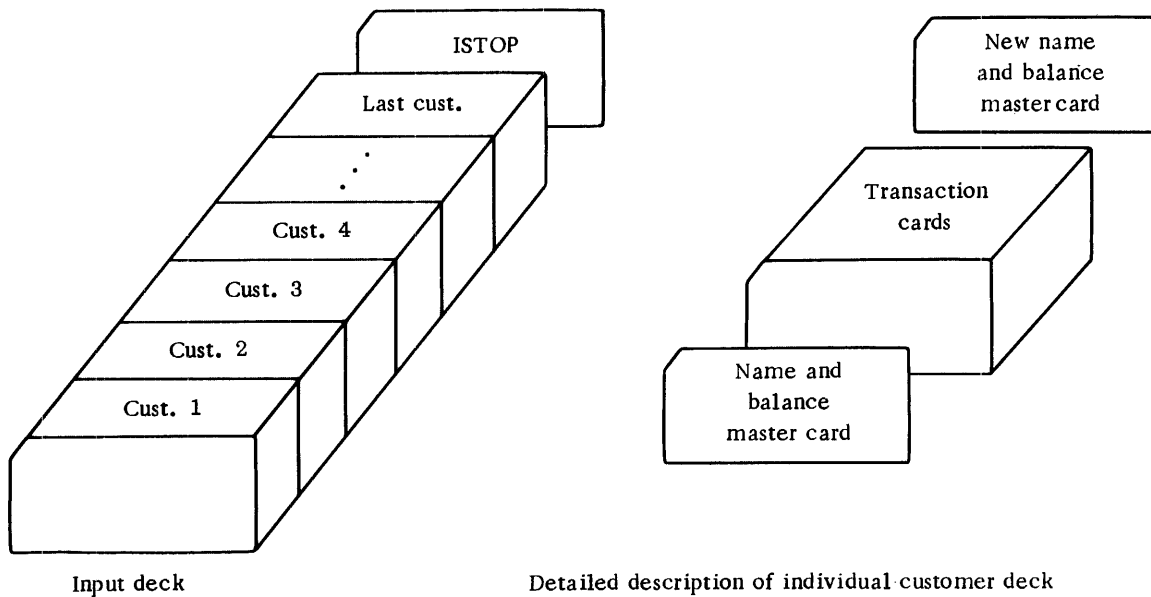 ISTOP
Last cust.
Cust. 4
Cust. 3
Cust. 2
Cust. 1
Input deck
New name
and balance
master card
Transaction
cards
Name and
balance
master card
Detailed description of individual customer deck